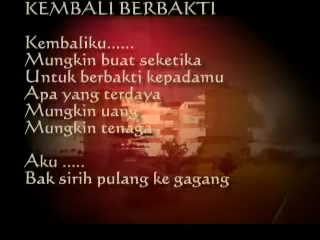 KEMBALI BERBAKTI
Kembaliku......
Mungkin buat seketika
Untuk berbakti kepadamu
Apa yang terdaya
Mungkin uang
Mungkin tenaga
Aku .....
Bak sirih pulang ke gagang